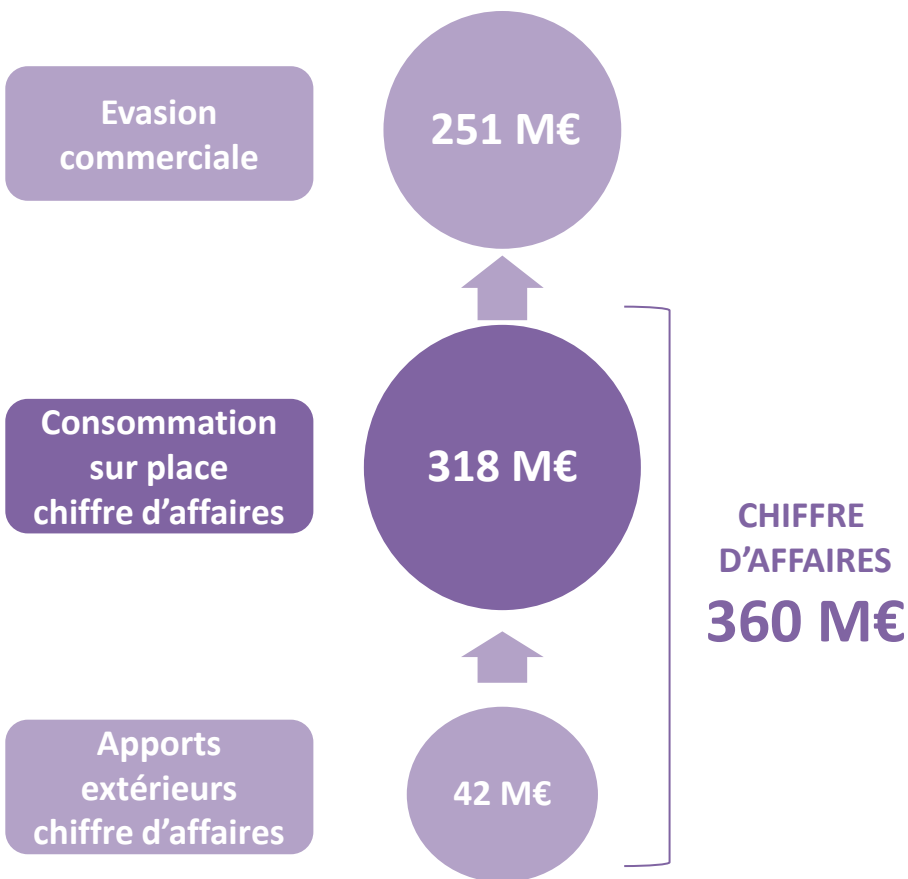 Evasion
commerciale
251 M€
Consommation
sur place
chiffre d’affaires
318 M€
CHIFFRE
D’AFFAIRES
360 M€
Apports
extérieurs
chiffre d’affaires
42 M€